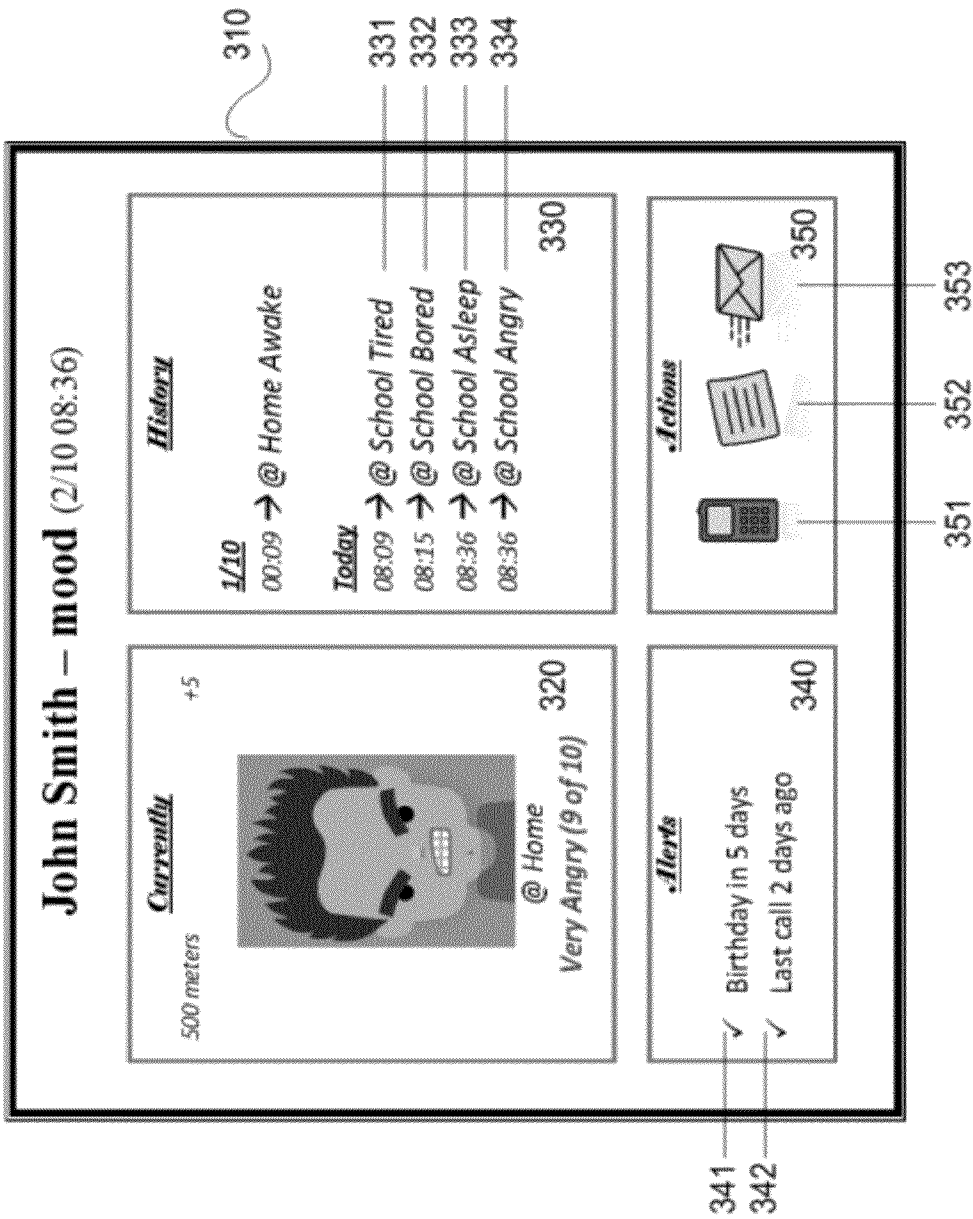 John Smith – mood (2/10 08:36)
310
Currently
500 meters +5
@ Home
Very Angry (9 of 10)
320
History
1/10
00:09 → @ Home Awake
Today
08:09 → @ School Tired
08:15 → @ School Bored
08:36 → @ School Asleep
08:36 → @ School Angry
330
331
332
333
334
Alerts
✓ Birthday in 5 days
✓ Last call 2 days ago
340
341
342
Actions
350
351
352
353